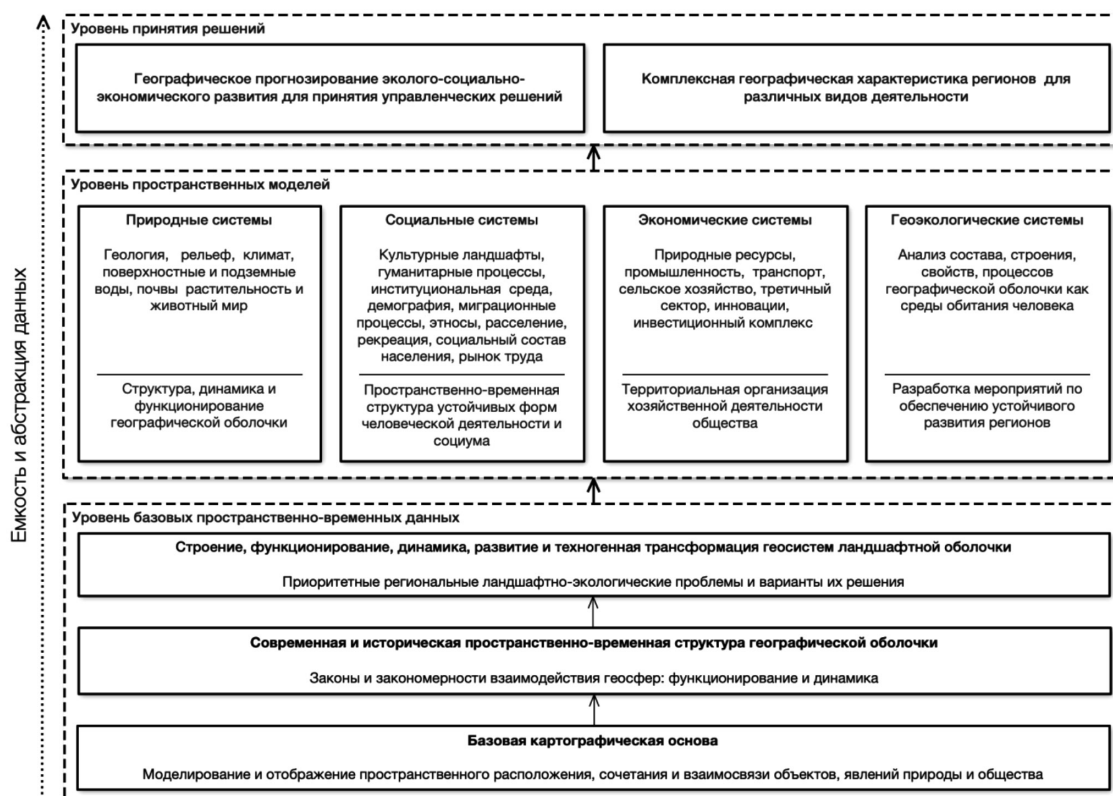 Емкость и абстракция данных
Уровень принятия решений
Географическое прогнозирование эколого-социально-
экономического развития для принятия управленческих решений
Комплексная географическая характеристика регионов для
различных видов деятельности
Уровень пространственных моделей
Природные системы
Геология, рельеф, климат,
поверхностные и подземные
воды, почвы растительность и
животный мир
Структура, динамика и
функционирование
географической оболочки
Социальные системы
Культурные ландшафты,
гуманитарные процессы,
институциональная среда,
демография, миграционные
процессы, этносы, расселение,
рекреация, социальный состав
населения, рынок труда
Пространственно-временная
структура устойчивых форм
человеческой деятельности и
социума
Экономические системы
Природные ресурсы,
промышленность, транспорт,
сельское хозяйство, третичный
сектор, инновации,
инвестиционный комплекс
Территориальная организация
хозяйственной деятельности
общества
Геоэкологические системы
Анализ состава, строения,
свойств, процессов
географической оболочки как
среды обитания человека
Разработка мероприятий по
обеспечению устойчивого
развития регионов
Уровень базовых пространственно-временных данных
Строение, функционирование, динамика, развитие и техногенная трансформация геосистем ландшафтной оболочки
Приоритетные региональные ландшафтно-экологические проблемы и варианты их решения
Современная и историческая пространственно-временная структура географической оболочки
Законы и закономерности взаимодействия геосфер: функционирование и динамика
Базовая картографическая основа
Моделирование и отображение пространственного расположения, сочетания и взаимосвязи объектов, явлений природы и общества